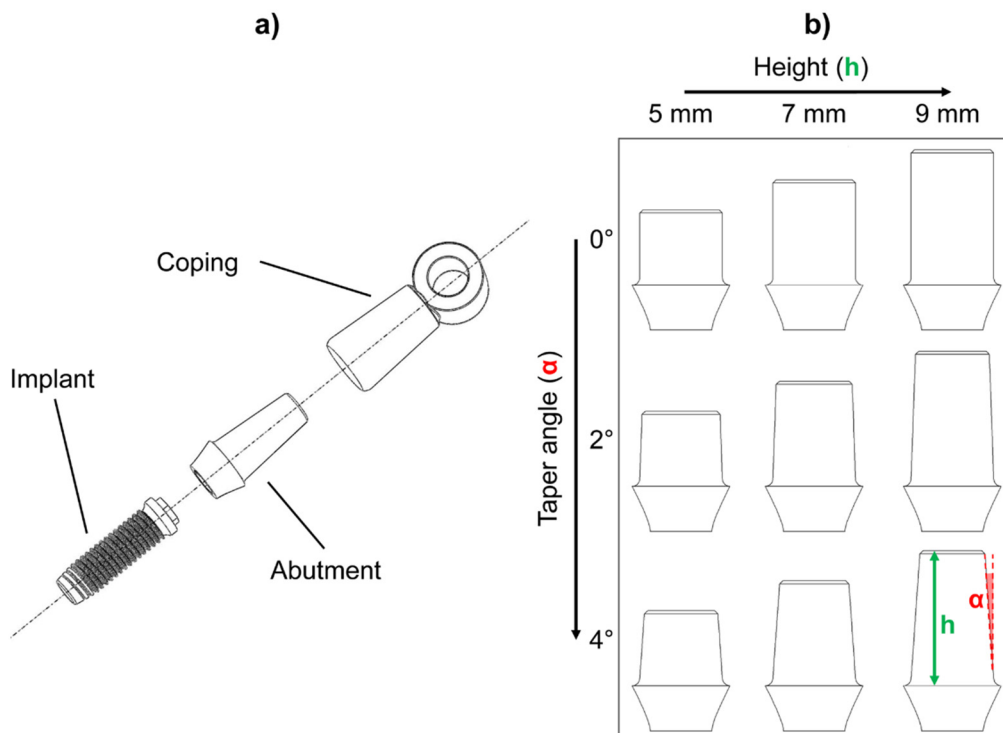 a)
Coping
Implant
Abutment
b)
Height (h)
5 mm 7 mm 9 mm
Taper angle (α)
0°
2°
4°
h
α